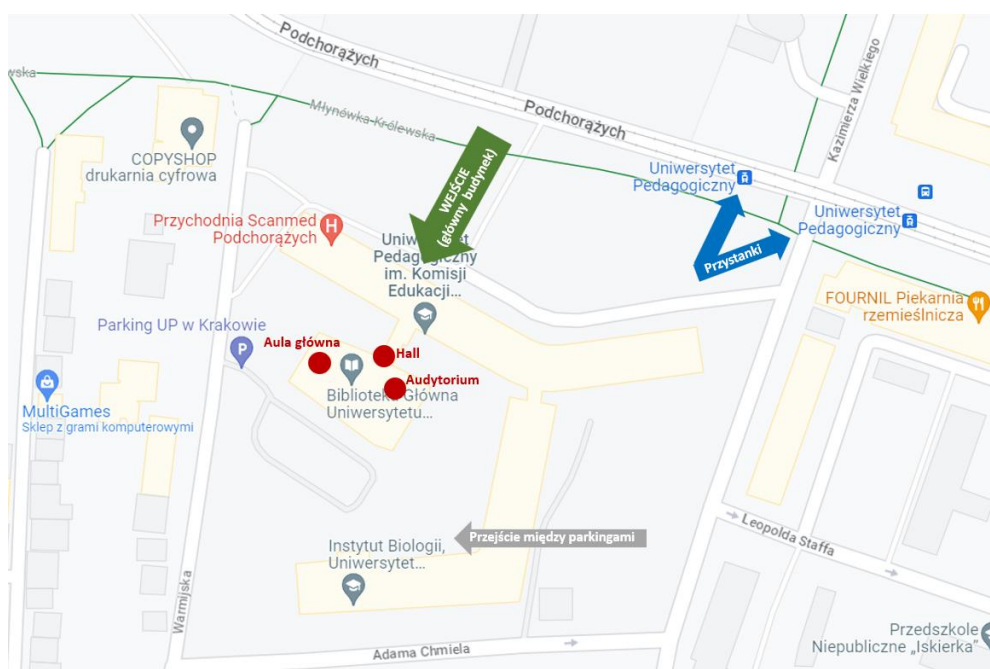 Podchorążych
Kazimierza Wielkiego
wska
Młynówka Królewska
Podchorążych
COPYSHOP
drukarnia cyfrowa
WEJŚCIE
(główny budynek)
Uniwersytet
Pedagogiczny
Uniwersytet
Pedagogiczny
Przychodnia Scanmed
Podchorążych
H
Pedagogiczny
im. Komisji
Edukacji...
Przystanki
FOURNIL Piekarnia
rzemieślnicza
Parking UP w Krakowie
P
Aula główna
Hall
Audytorium
Biblioteka Główna
Uniwersytetu...
MultiGames
Sklep z grami komputerowymi
Przejście między parkingami
Leopolda Staffa
Instytut Biologii,
Uniwersytet...
Warmijska
Adama Chmiela
Przedszkole
Niepubliczne „Iskierka”